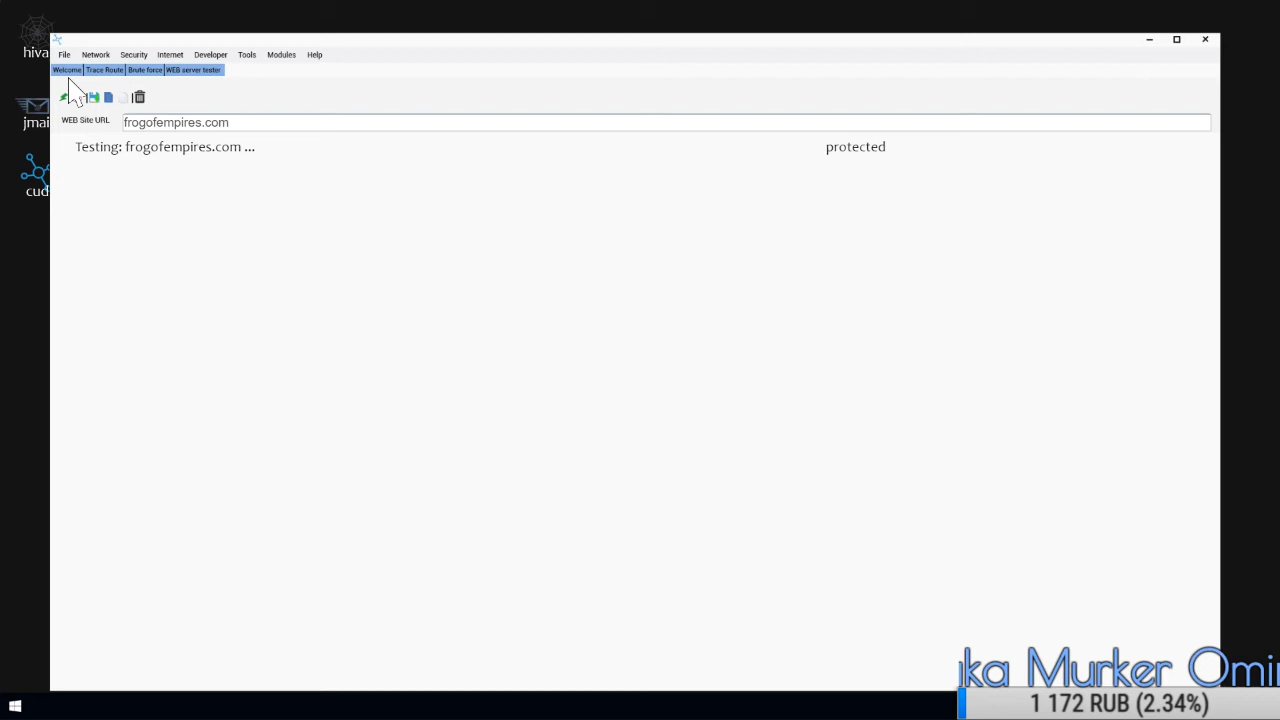 hiva
File Network Security Internet Developer Tools Modules Help
Welcome Trace Route Brute force WEB server tester
jmai
WEB Site URL frogofempires.com
Testing: frogofempires.com ... protected
cud
ka Murker Omi
1 172 RUB (2.34%)